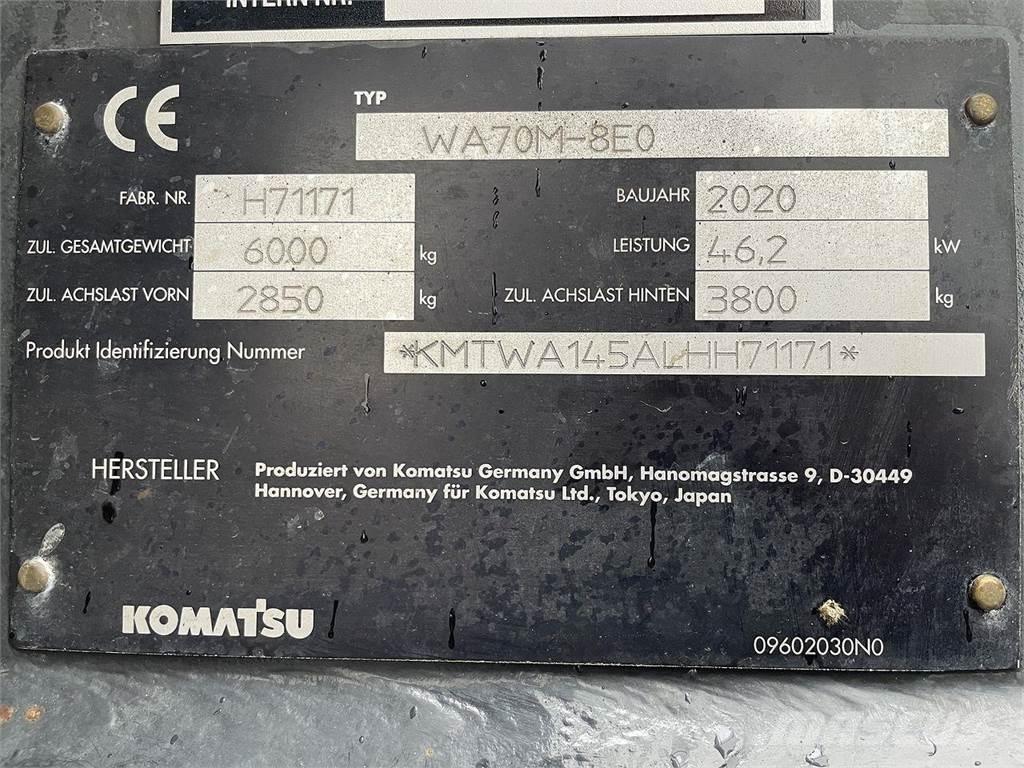 INTERN NR.
CE
TYP
WA70M-8E0
FABR. NR. H71171 BAUJAHR 2020
ZUL. GESAMTGEWICHT 6000 kg LEISTUNG 46,2 kW
ZUL. ACHSLAST VORN 2850 kg ZUL. ACHSLAST HINTEN 3800 kg
Produkt Identifizierung Nummer *KMTWA145ALHH71171*
HERSTELLER Produziert von Komatsu Germany GmbH, Hanomagstrasse 9, D-30449
Hannover, Germany für Komatsu Ltd., Tokyo, Japan
KOMATSU
09602030N0